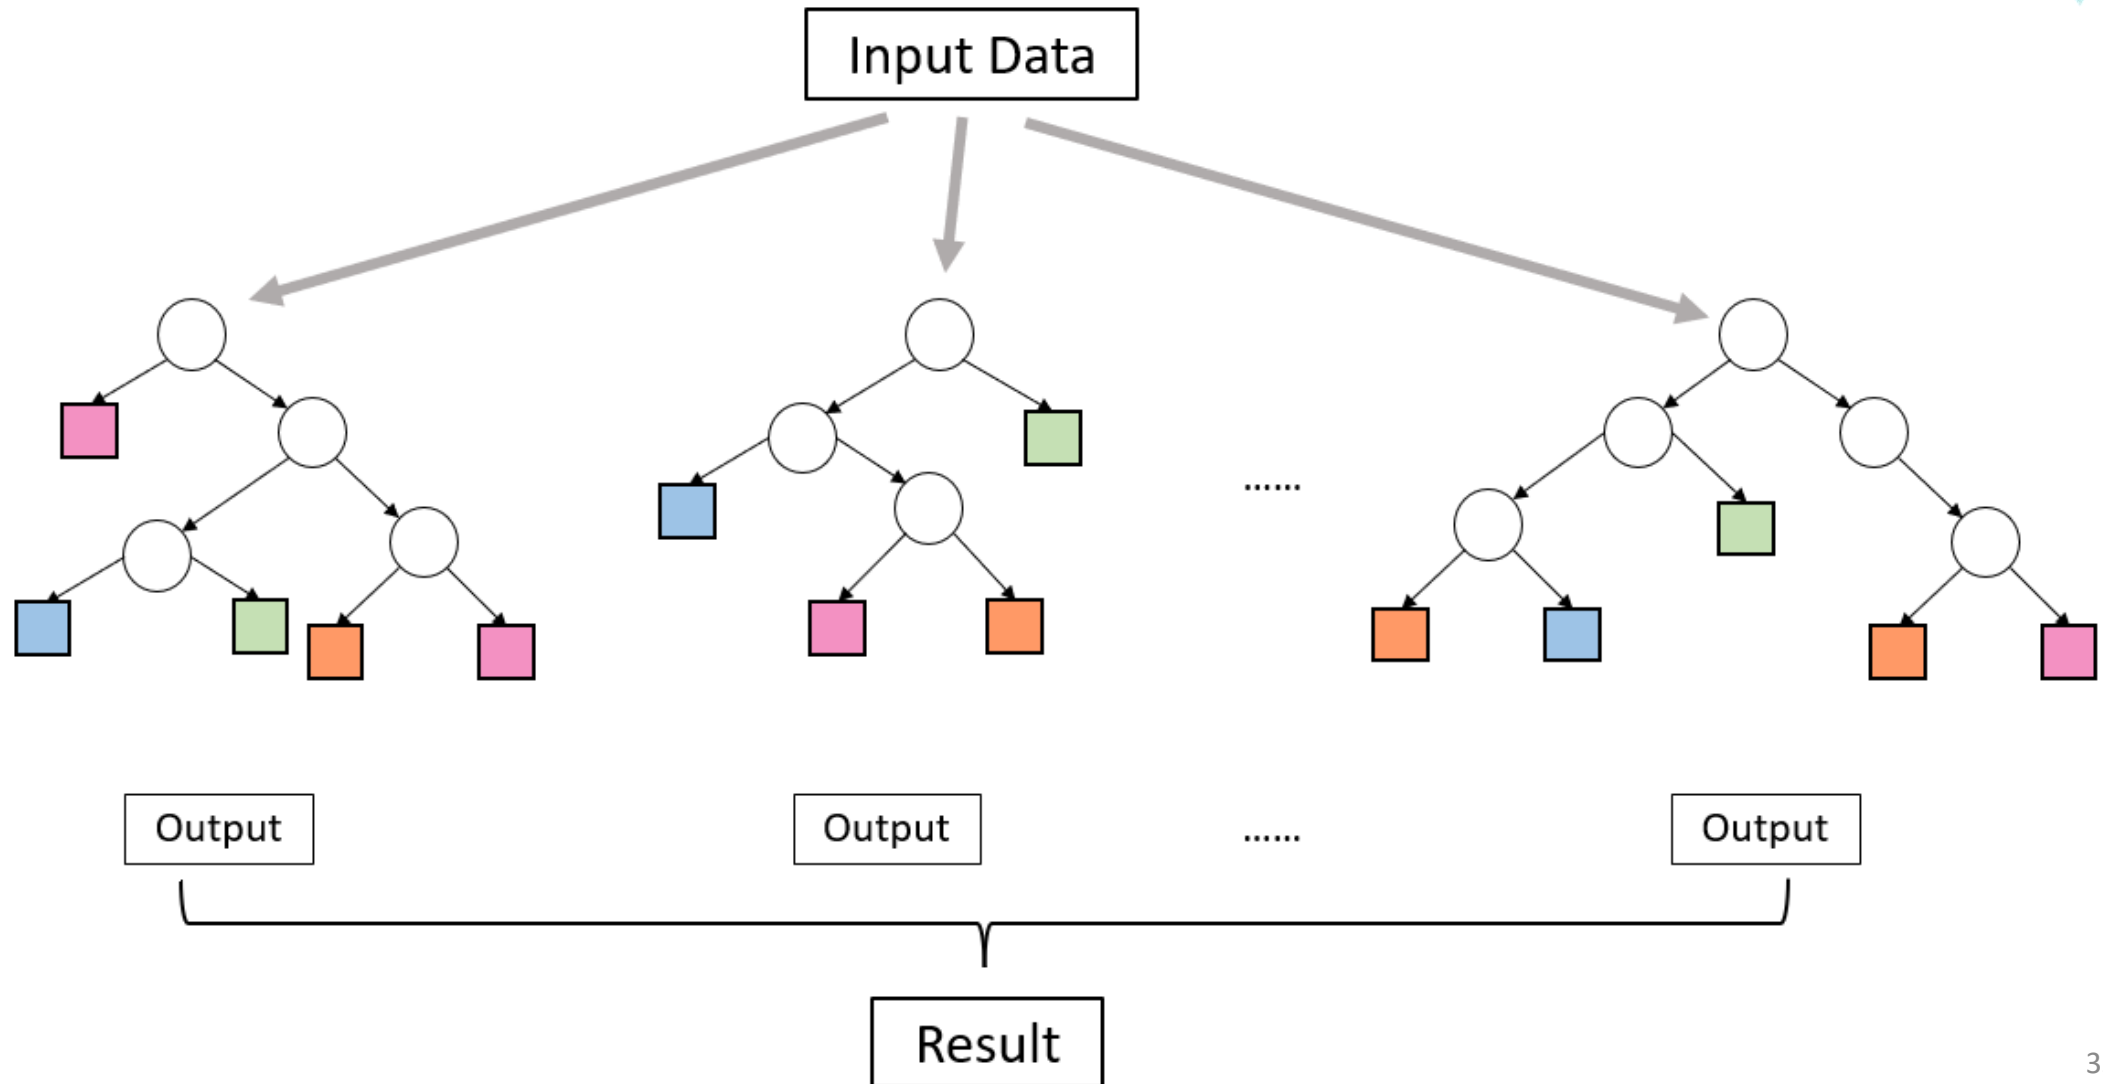 Input Data
......
Output
Output
......
Output
Result
3